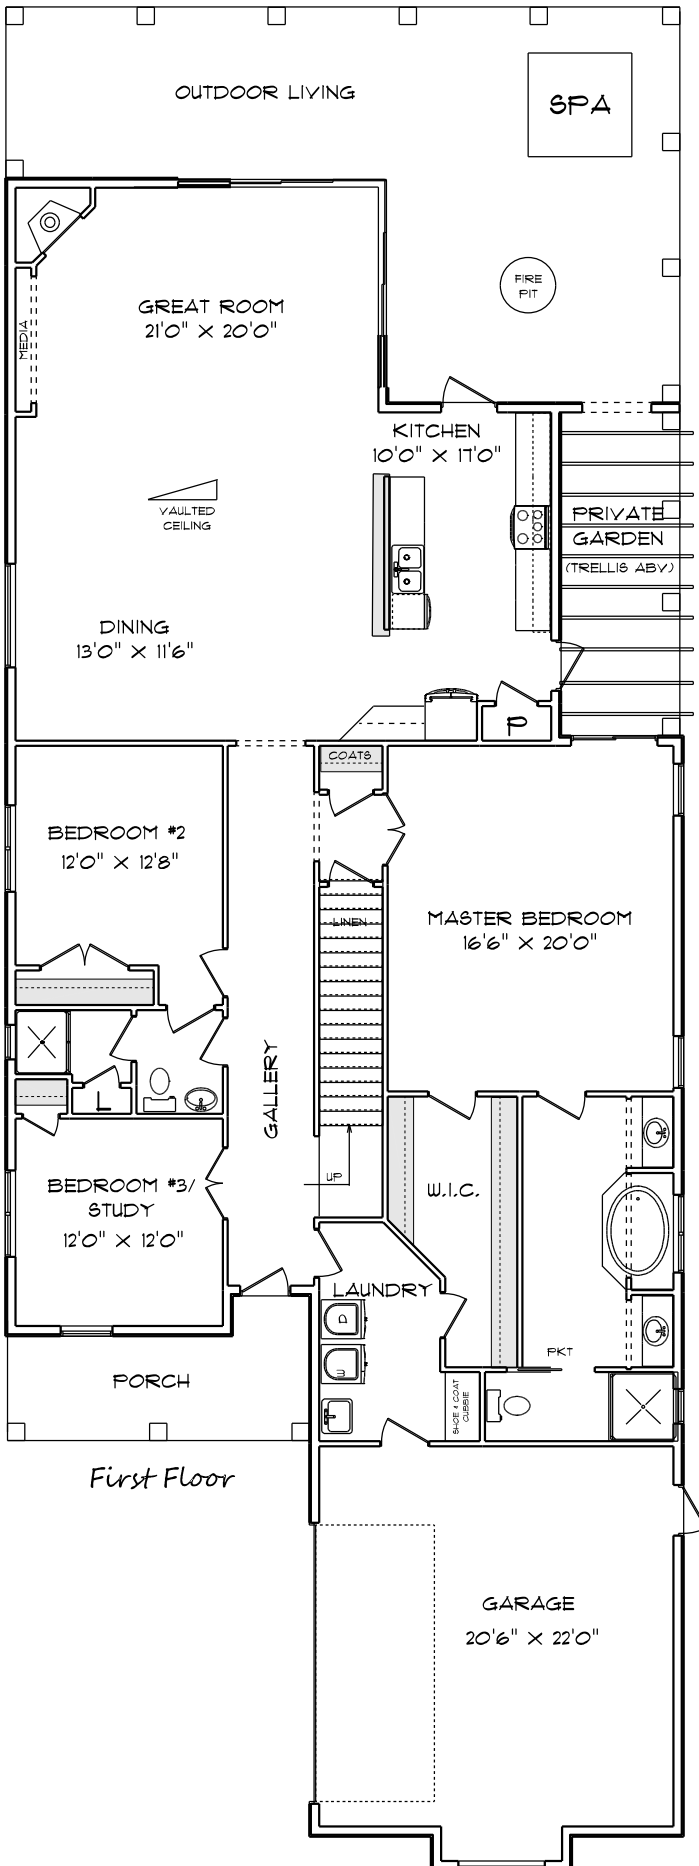 OUTDOOR LIVING
SPA
FIRE
PIT
GREAT ROOM
21'0" X 20'0"
MEDIA
KITCHEN
10'0" X 17'0"
VAULTED
CEILING
PRIVATE
GARDEN
(TRELLIS ABV)
DINING
13'0" X 11'6"
P
COATS
BEDROOM #2
12'0" X 12'8"
LINEN
MASTER BEDROOM
16'6" X 20'0"
GALLERY
L
UP
BEDROOM #3/
STUDY
12'0" X 12'0"
W.I.C.
LAUNDRY
D
W
PKT
PORCH
SHOE & COAT
CUBBIE
First Floor
GARAGE
20'6" X 22'0"